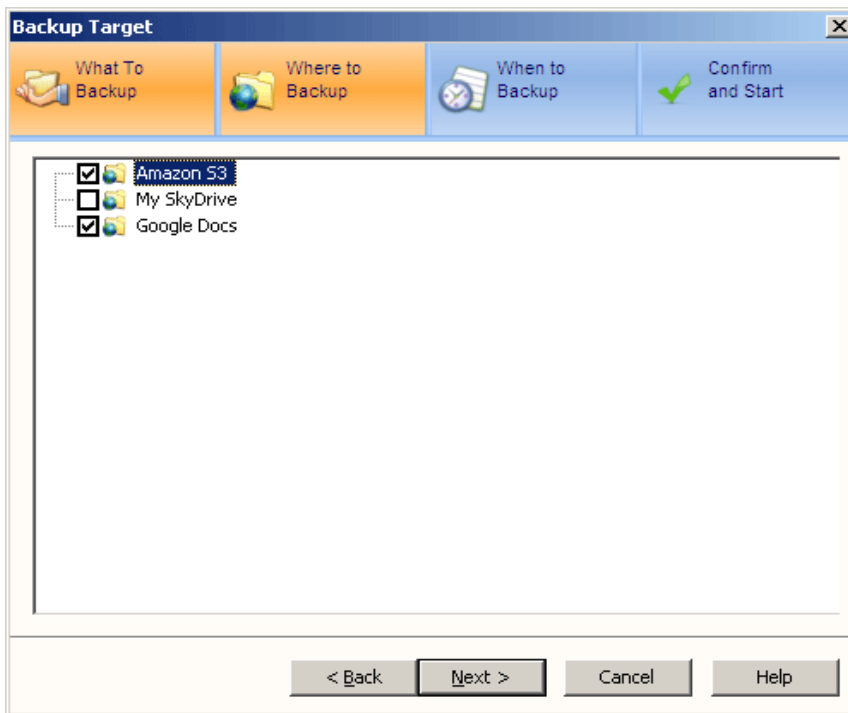 Backup Target
What To
Backup
Where to
Backup
When to
Backup
Confirm
and Start
Amazon S3
My SkyDrive
Google Docs
< Back
Next >
Cancel
Help